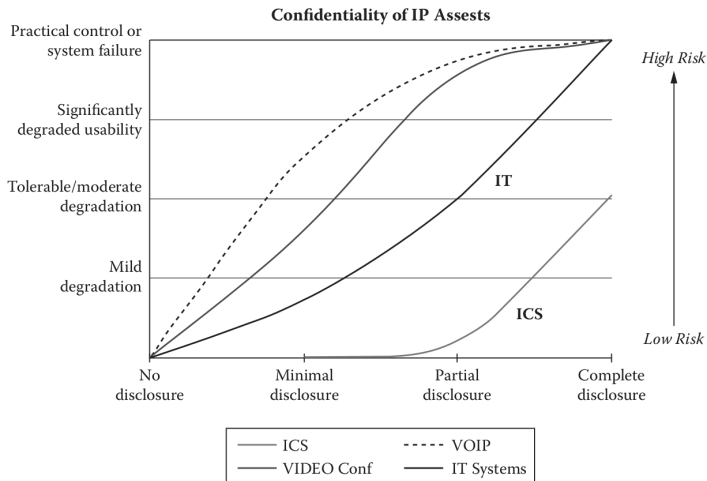 Confidentiality of IP Assests
Practical control or
system failure
High Risk
Significantly
degraded usability
Tolerable/moderate
degradation
IT
Mild
degradation
ICS
Low Risk
No
disclosure
Minimal
disclosure
Partial
disclosure
Complete
disclosure
ICS
VOIP
VIDEO Conf
IT Systems